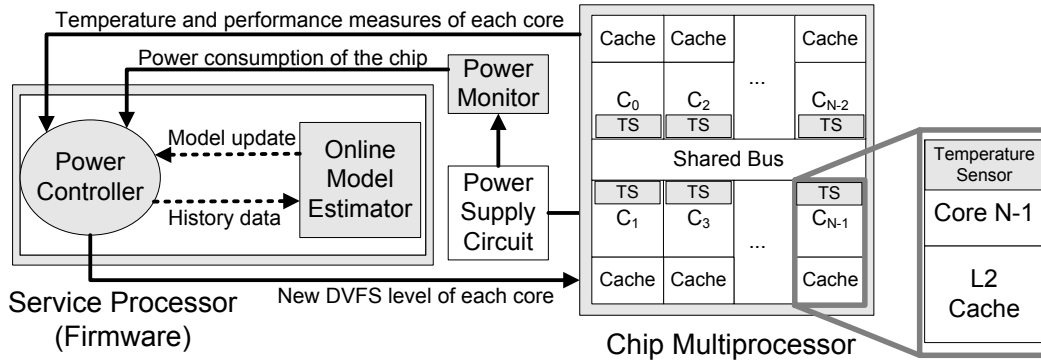 Temperature and performance measures of each core
Power consumption of the chip
Power
Monitor
Power
Controller
Model update
History data
Online
Model
Estimator
Power
Supply
Circuit
New DVFS level of each core
Service Processor
(Firmware)
Cache
Cache
...
Cache
C0
C2
CN-2
TS
TS
TS
Shared Bus
TS
TS
TS
C1
C3
CN-1
...
Cache
Cache
Cache
Chip Multiprocessor
Temperature
Sensor
Core N-1
L2
Cache